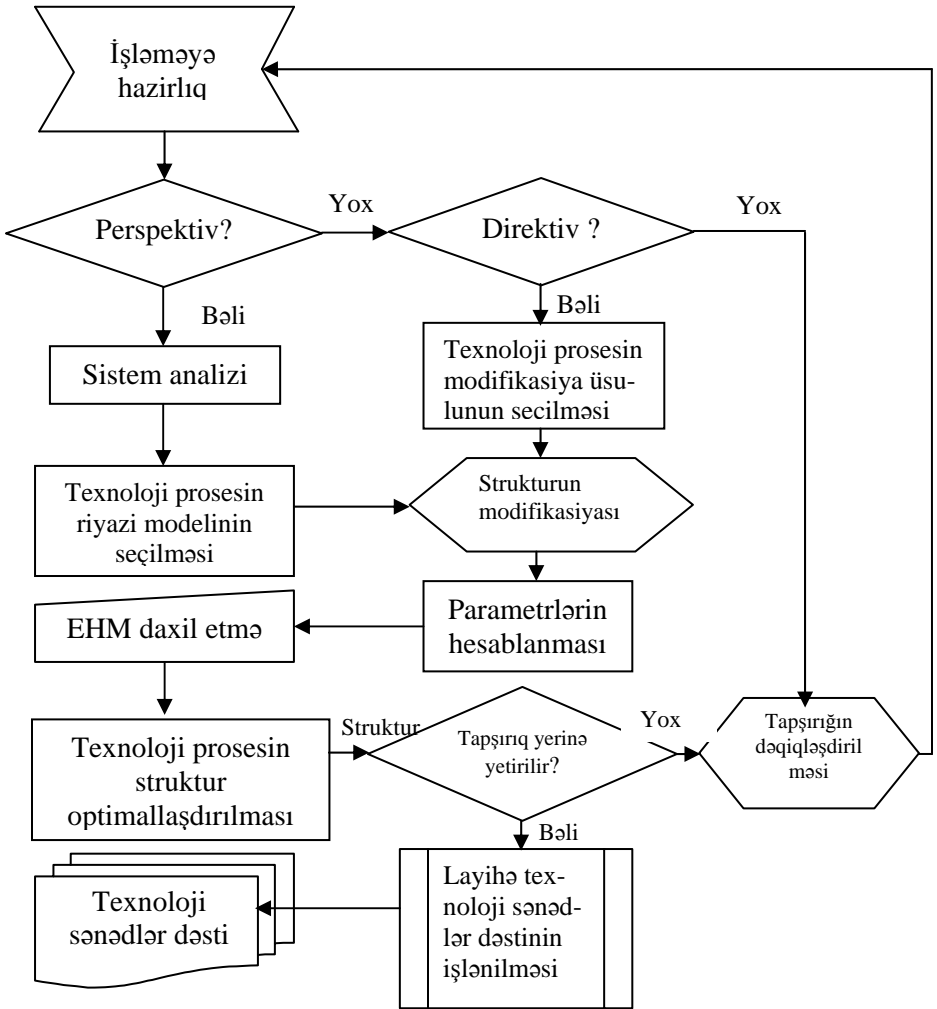 İşləməyə
hazirlıq
Perspektiv?
Yox
Direktiv ?
Yox
Bəli
Bəli
Sistem analizi
Texnoloji prosesin
modifikasiya üsu-
lunun secilməsi
Texnoloji prosesin
riyazi modelinin
seçilməsi
Strukturun
modifikasiyası
EHM daxil etmə
Parametrlərin
hesablanması
Texnoloji prosesin
struktur
optimallaşdırılması
Struktur
Tapşırıq yerinə
yetirilir?
Yox
Tapşırığın
dəqiqləşdiril
məsi
Bəli
Texnoloji
sənədlər dəsti
Layihə tex-
noloji sənəd-
lər dəstinin
işlənilməsi